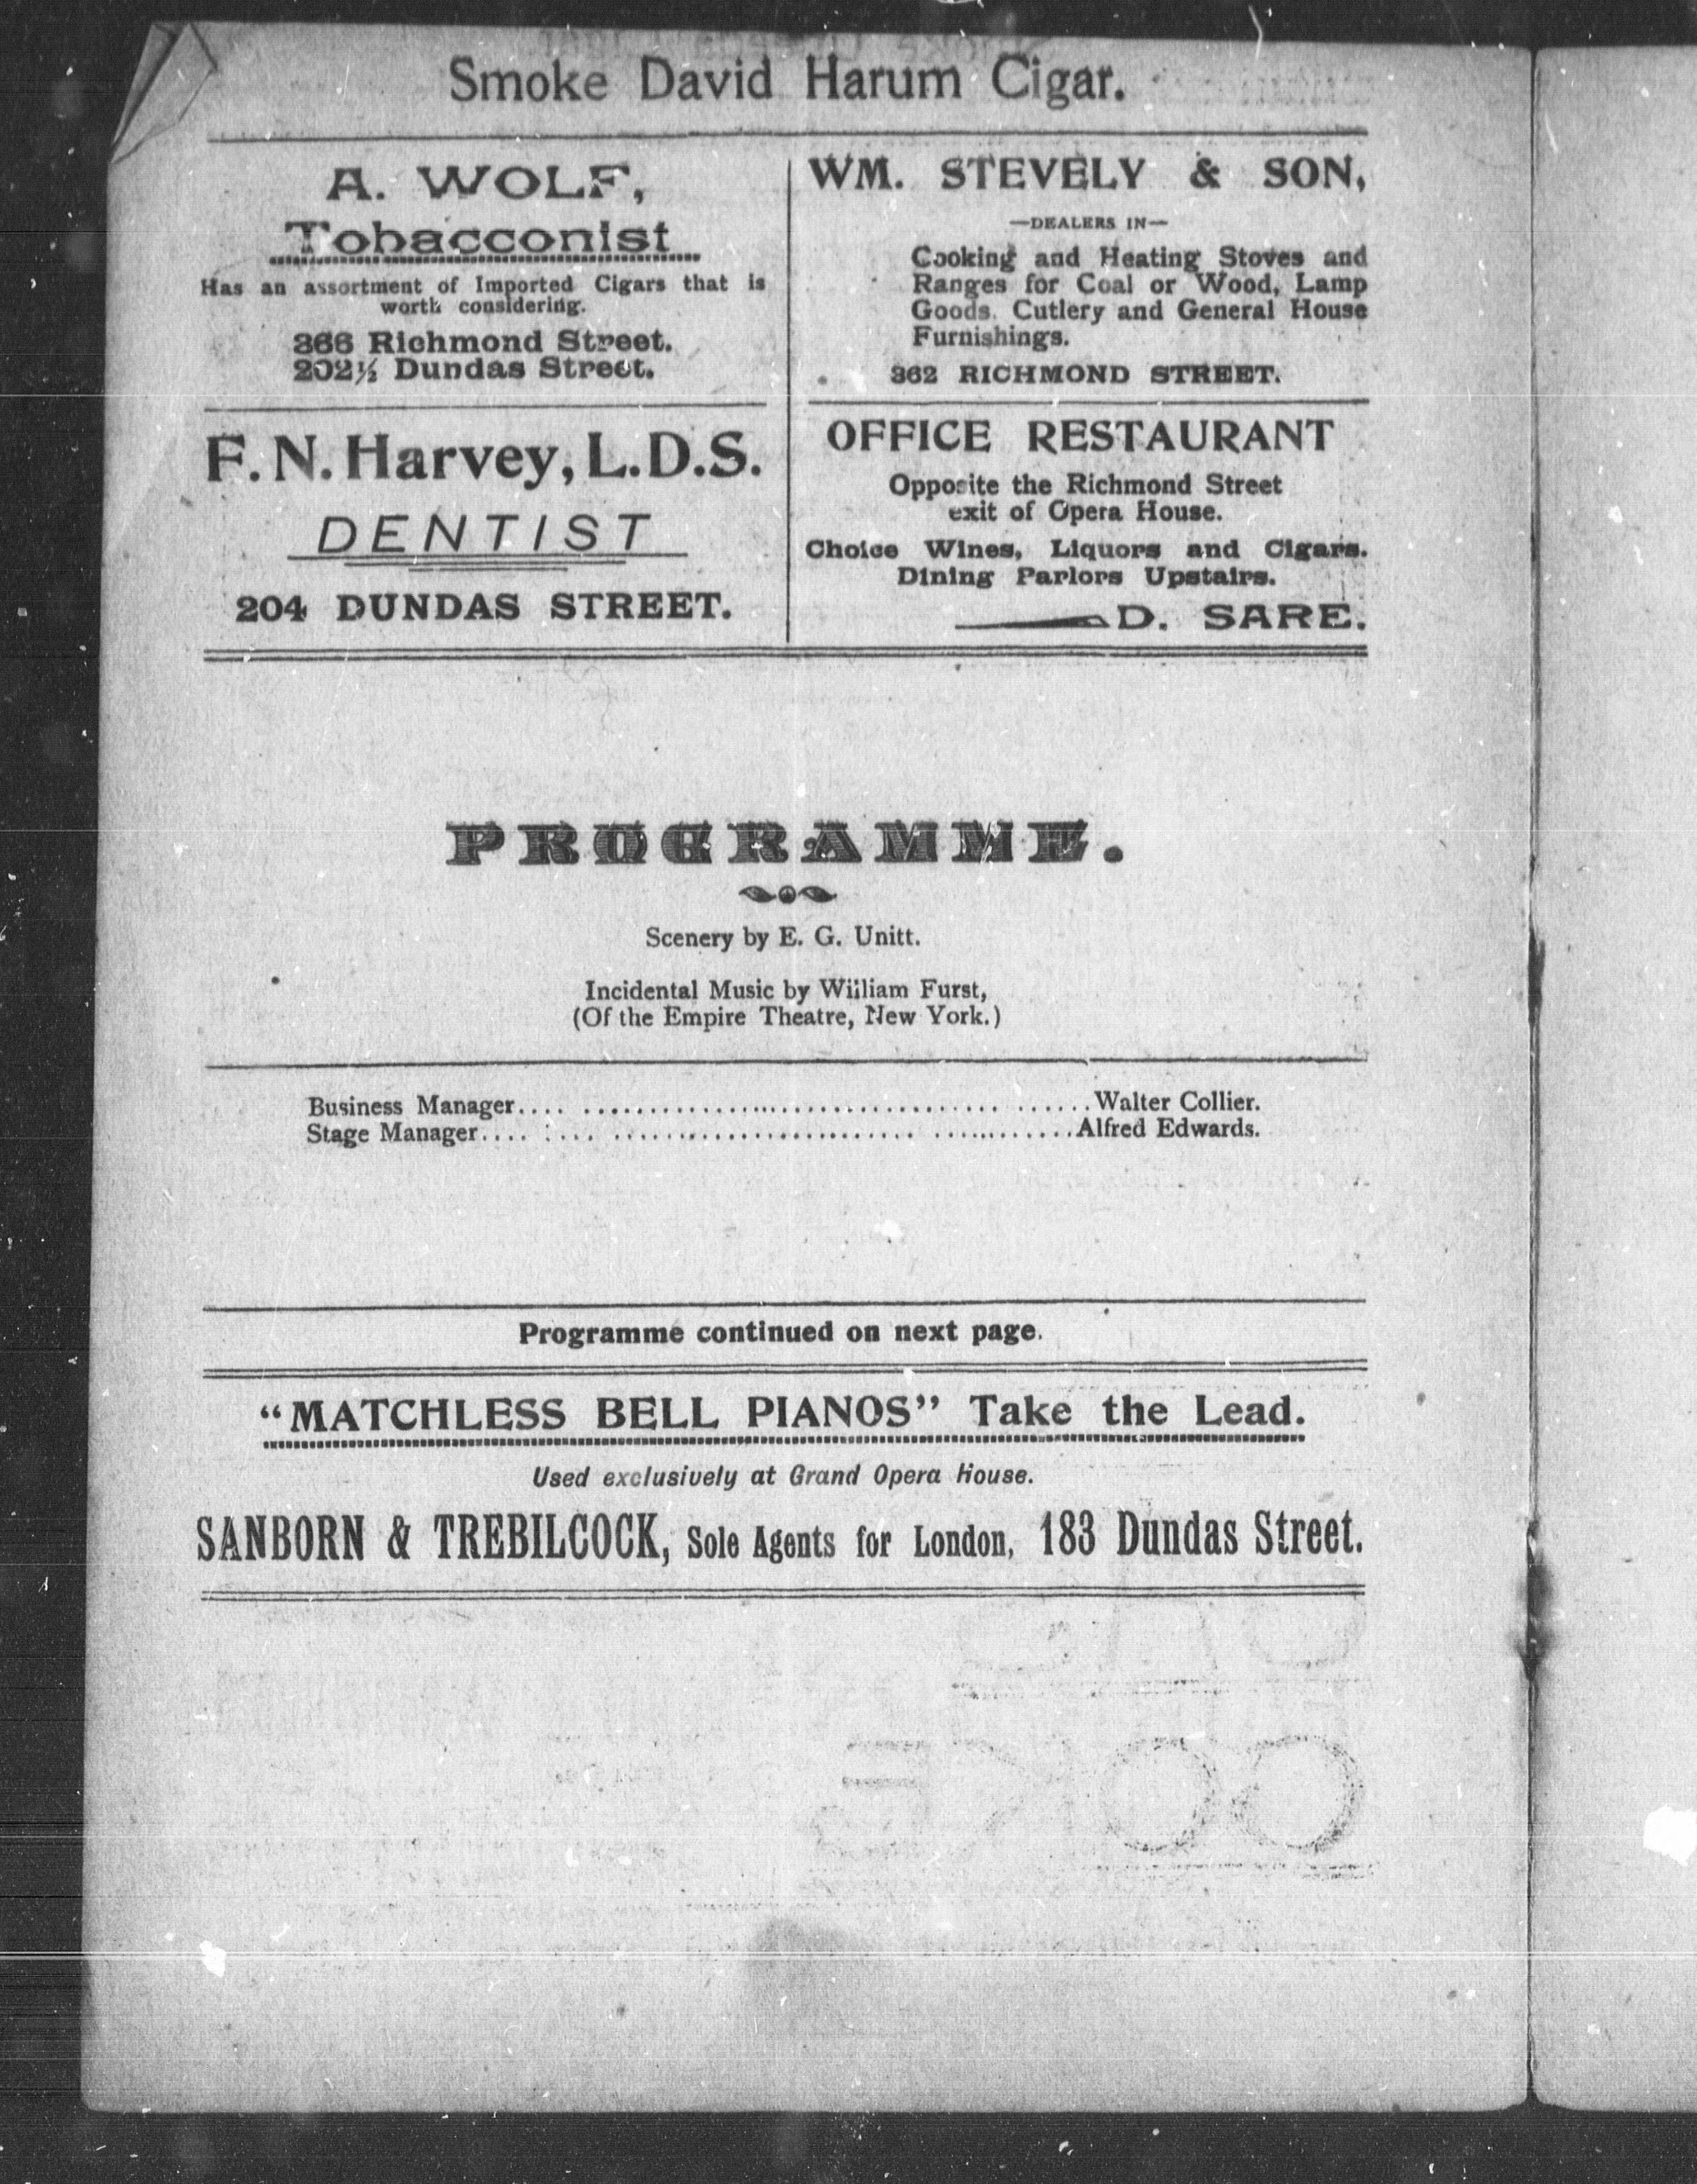 Smoke David Harum Cigar.
A. WOLF,
Tobacconist
Has an assortment of Imported Cigars that is
worth considering.
366 Richmond Street.
202½ Dundas Street.
F. N. Harvey, L.D.S.
DENTIST
204 DUNDAS STREET.
WM. STEVELY & SON,
—DEALERS IN—
Cooking and Heating Stoves and
Ranges for Coal or Wood, Lamp
Goods, Cutlery and General House
Furnishings.
362 RICHMOND STREET.
OFFICE RESTAURANT
Opposite the Richmond Street
exit of Opera House.
Choice Wines, Liquors and Cigars.
Dining Parlors Upstairs.
D. SARE.
PROGRAMME.
Scenery by E. G. Unitt.
Incidental Music by William Furst,
(Of the Empire Theatre, New York.)
Business Manager.... .......................................... ......Walter Collier.
Stage Manager.... .... .............................. ............Alfred Edwards.
Programme continued on next page.
"MATCHLESS BELL PIANOS" Take the Lead.
Used exclusively at Grand Opera House.
SANBORN & TREBILCOCK, Sole Agents for London, 183 Dundas Street.